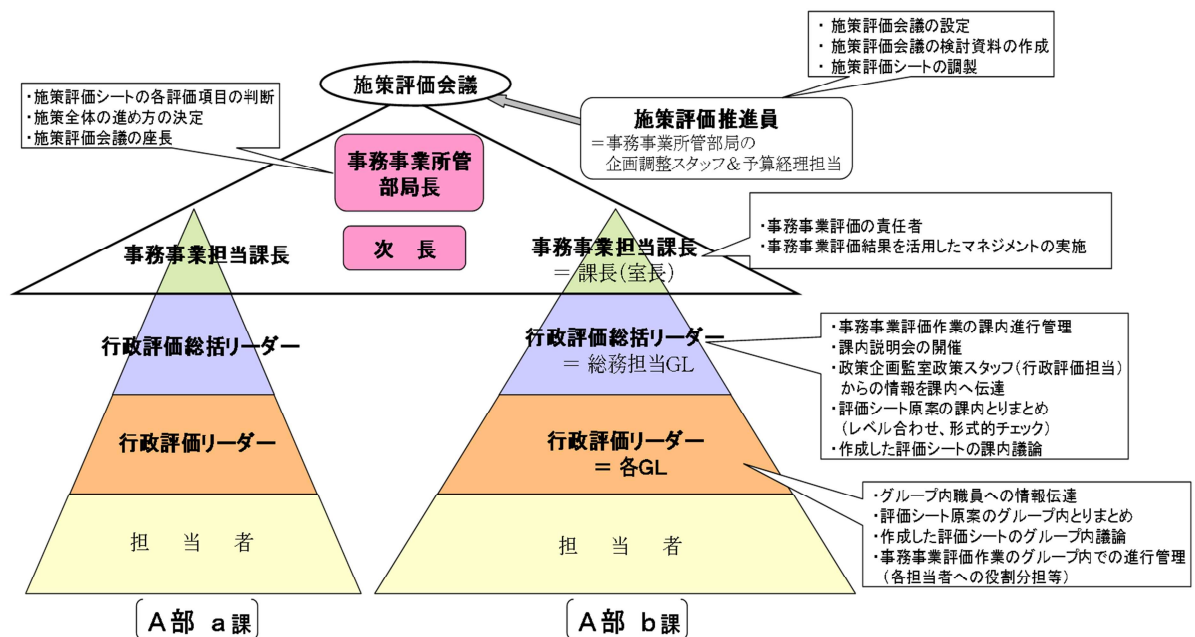 ・施策評価会議の設定
・施策評価会議の検討資料の作成
・施策評価シートの調製
施策評価会議
・施策評価シートの各評価項目の判断
・施策全体の進め方の決定
・施策評価会議の座長
施策評価推進員
＝事務事業所管部局の
企画調整スタッフ&予算経理担当
事務事業所管
部局長
次　長
事務事業担当課長
事務事業担当課長
＝ 課長(室長)
・事務事業評価の責任者
・事務事業評価結果を活用したマネジメントの実施
行政評価総括リーダー
行政評価総括リーダー
＝ 総務担当GL
・事務事業評価作業の課内進行管理
・課内説明会の開催
・政策企画監室政策スタッフ(行政評価担当)
からの情報を課内へ伝達
・評価シート原案の課内とりまとめ
(レベル合わせ、形式的チェック)
・作成した評価シートの課内議論
行政評価リーダー
行政評価リーダー
＝ 各GL
・グループ内職員への情報伝達
・評価シート原案のグループ内とりまとめ
・作成した評価シートのグループ内議論
・事務事業評価作業のグループ内での進行管理
(各担当者への役割分担等)
担　当　者
担　当　者
A部 a課
A部 b課